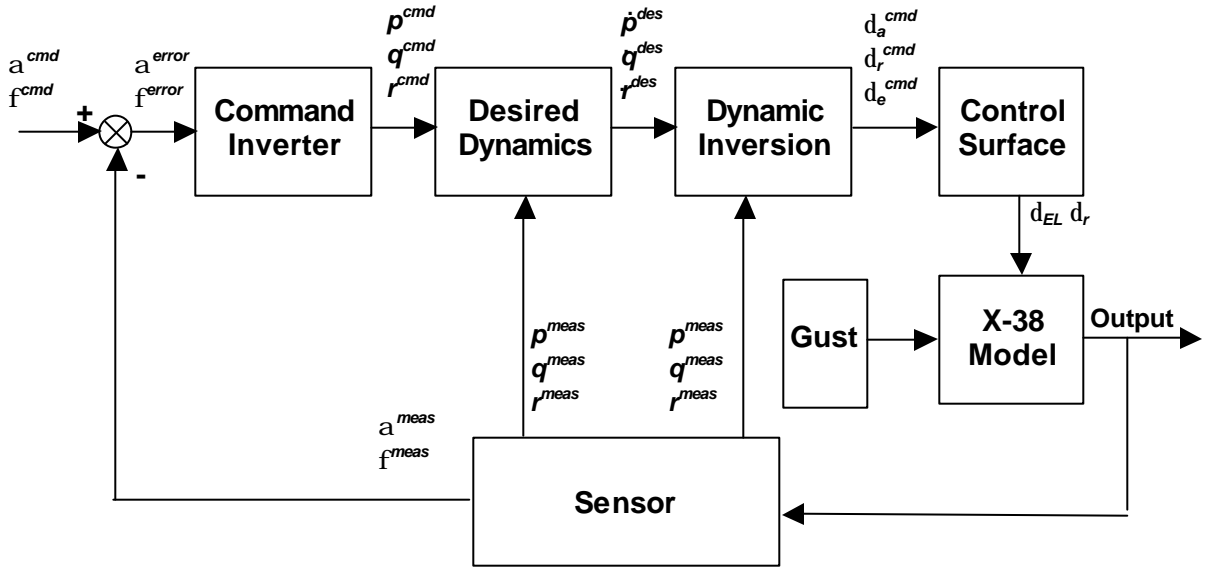 a^cmd
f^cmd
+
-
a^error
f^error
Command
Inverter
p^cmd
q^cmd
r^cmd
Desired
Dynamics
ṗ^des
q̇^des
ṙ^des
Dynamic
Inversion
d_a^cmd
d_r^cmd
d_e^cmd
Control
Surface
d_EL d_r
Gust
X-38
Model
Output
p^meas
q^meas
r^meas
p^meas
q^meas
r^meas
a^meas
f^meas
Sensor